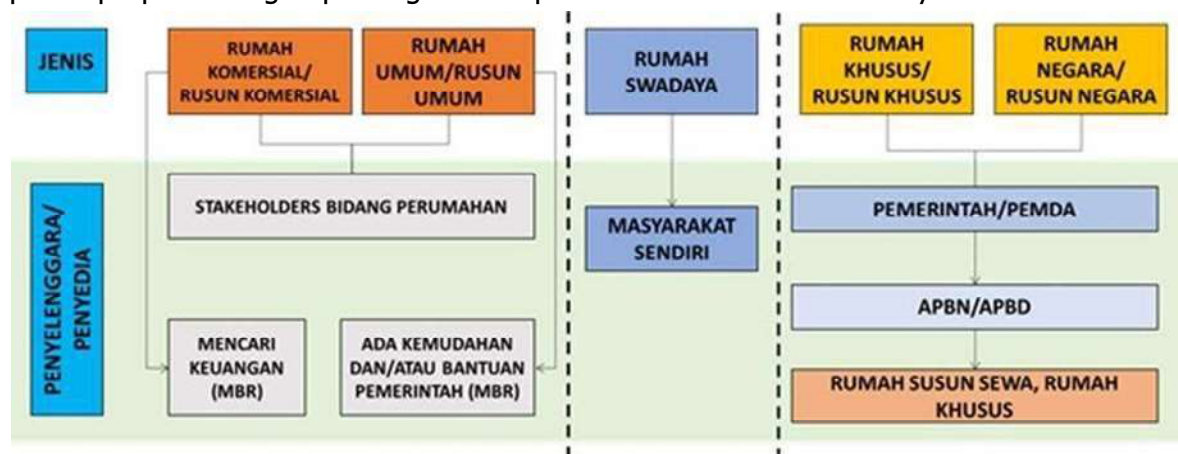 JENIS
RUMAH
KOMERSIAL/
RUSUN KOMERSIAL
RUMAH
UMUM/RUSUN
UMUM
RUMAH
SWADAYA
RUMAH
KHUSUS/
RUSUN KHUSUS
RUMAH
NEGARA/
RUSUN NEGARA
PENYELENGGARA/
PENYEDIA
STAKEHOLDERS BIDANG PERUMAHAN
MASYARAKAT
SENDIRI
PEMERINTAH/PEMDA
APBN/APBD
MENCARI
KEUANGAN
(MBR)
ADA KEMUDAHAN
DAN/ATAU BANTUAN
PEMERINTAH (MBR)
RUMAH SUSUN SEWA, RUMAH
KHUSUS